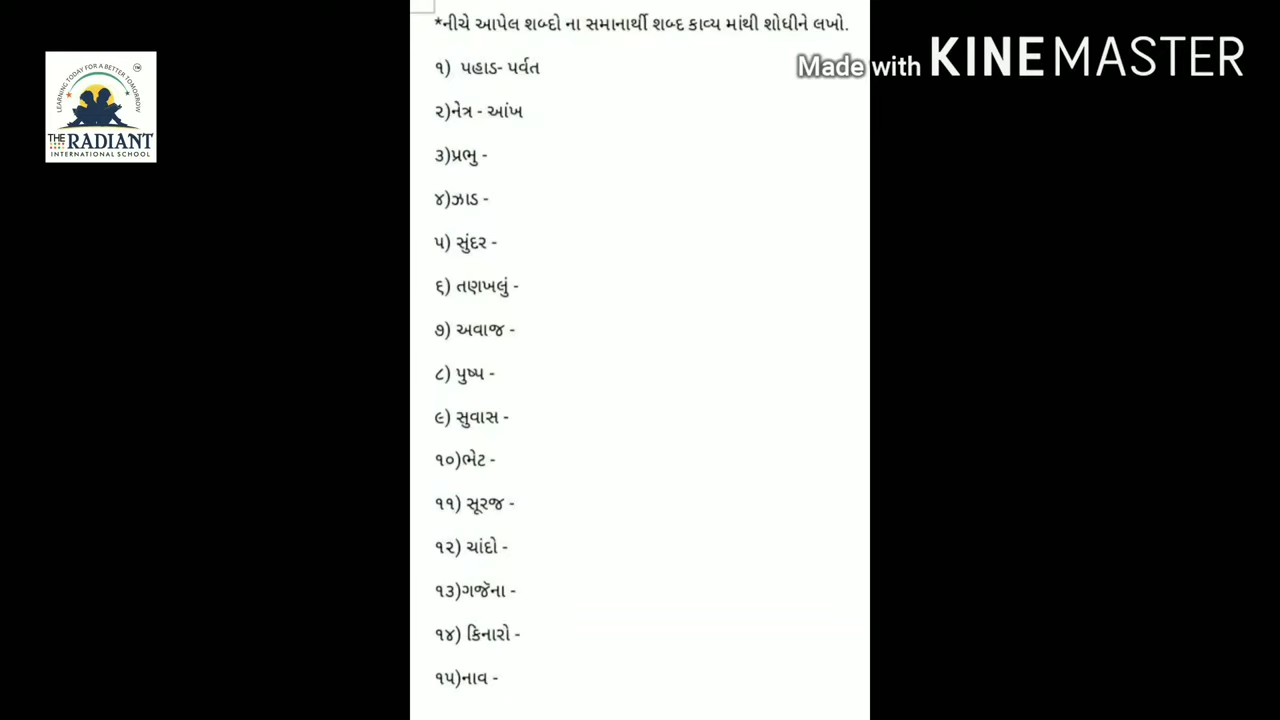 *નીચે આપેલ શબ્દો ના સમાનાર્થી શબ્દ કાવ્ય માંથી શોધીને લખો.
Made with KINEMASTER
LEARNING TODAY FOR A BETTER TOMORROW
THE RADIANT
INTERNATIONAL SCHOOL
૧) પહાડ- પર્વત
૨)નેત્ર - આંખ
૩)પ્રભુ -
૪)ઝાડ -
૫) સુંદર -
૬) તણખલું -
૭) અવાજ -
૮) પુષ્પ -
૯) સુવાસ -
૧૦)ભેટ -
૧૧) સૂરજ -
૧૨) ચાંદો -
૧૩)ગજૅના -
૧૪) કિનારો -
૧૫)નાવ -